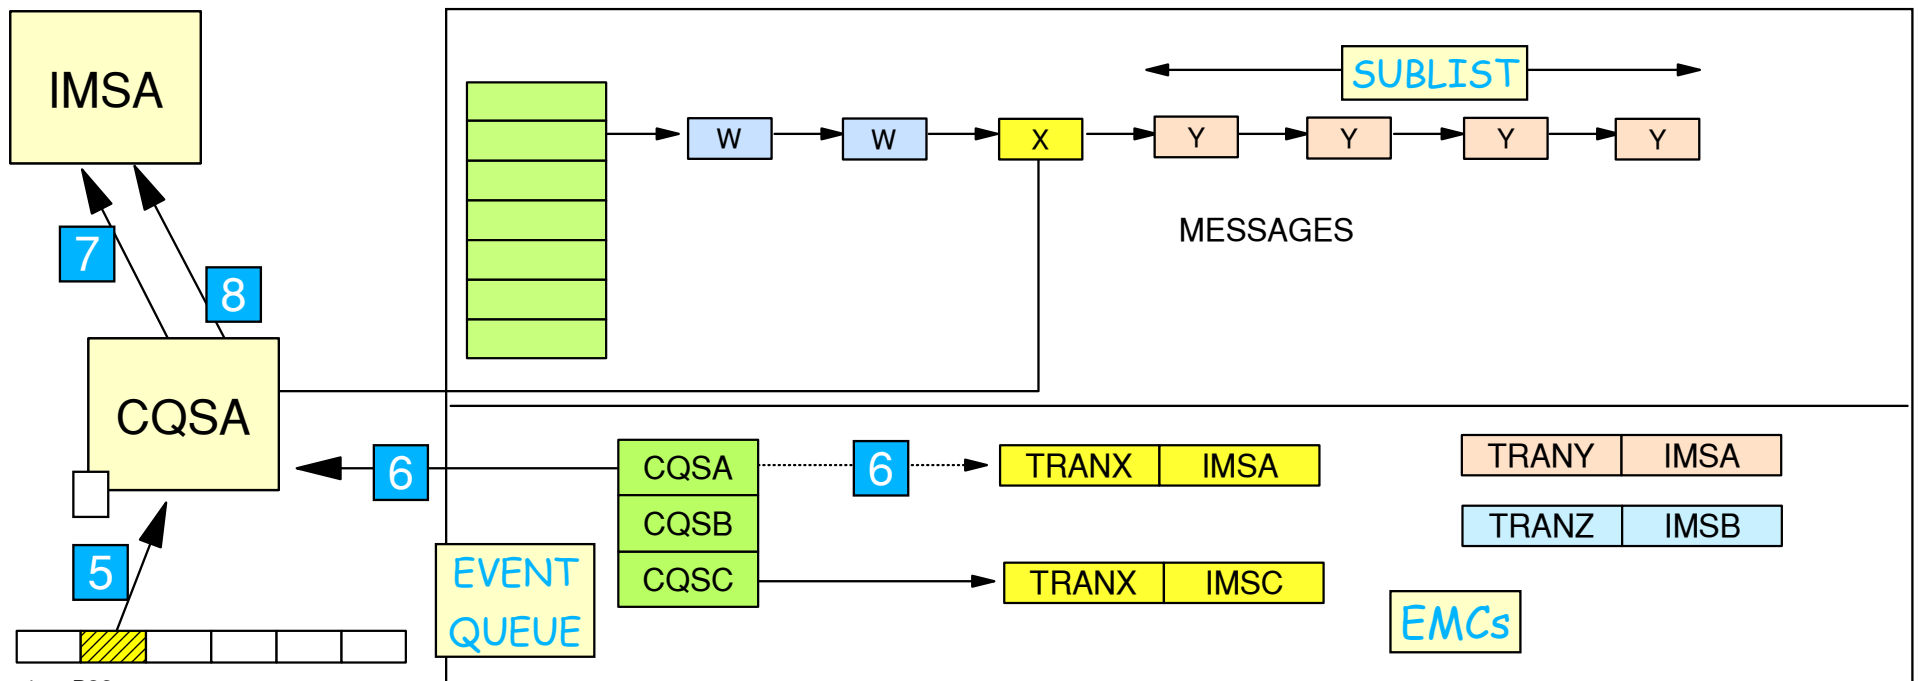 IMSA
SUBLIST
W W X Y Y Y Y
MESSAGES
7
8
CQSA
6
CQSA
6
TRANX IMSA
TRANY IMSA
CQSB
TRANZ IMSB
5
EVENT
QUEUE
CQSC
TRANX IMSC
EMCs